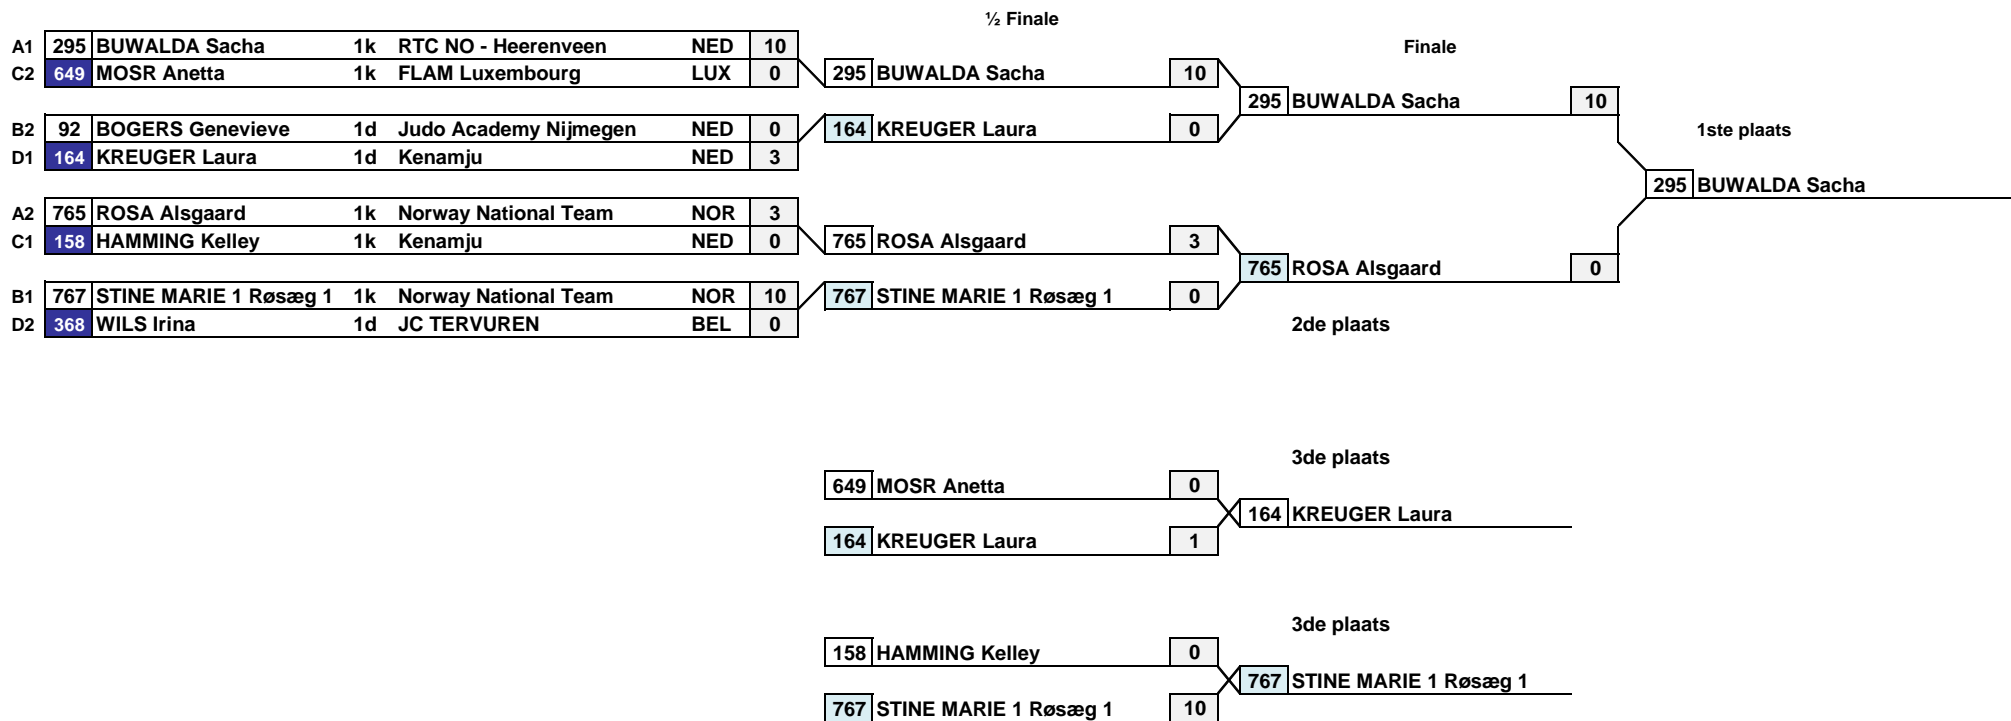 ½ Finale
A1 295 BUWALDA Sacha 1k RTC NO - Heerenveen NED 10
Finale
C2 649 MOSR Anetta 1k FLAM Luxembourg LUX 0
295 BUWALDA Sacha 10
295 BUWALDA Sacha 10
B2 92 BOGERS Genevieve 1d Judo Academy Nijmegen NED 0
164 KREUGER Laura 0
1ste plaats
D1 164 KREUGER Laura 1d Kenamju NED 3
295 BUWALDA Sacha
A2 765 ROSA Alsgaard 1k Norway National Team NOR 3
C1 158 HAMMING Kelley 1k Kenamju NED 0
765 ROSA Alsgaard 3
765 ROSA Alsgaard 0
B1 767 STINE MARIE 1 Røsæg 1 1k Norway National Team NOR 10
767 STINE MARIE 1 Røsæg 1 0
D2 368 WILS Irina 1d JC TERVUREN BEL 0
2de plaats
3de plaats
649 MOSR Anetta 0
164 KREUGER Laura
164 KREUGER Laura 1
3de plaats
158 HAMMING Kelley 0
767 STINE MARIE 1 Røsæg 1
767 STINE MARIE 1 Røsæg 1 10